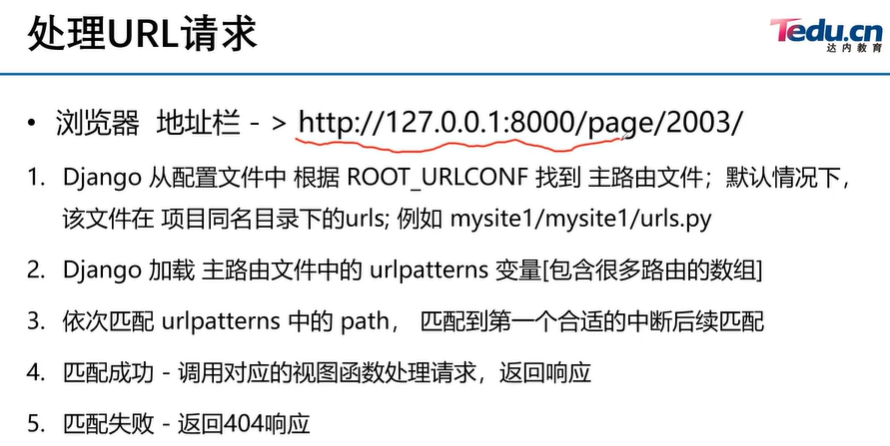 处理URL请求
Tedu.cn
达内教育
• 浏览器 地址栏 - > http://127.0.0.1:8000/page/2003/
1. Django 从配置文件中 根据 ROOT_URLCONF 找到 主路由文件；默认情况下，
该文件在 项目同名目录下的urls; 例如 mysite1/mysite1/urls.py
2. Django 加载 主路由文件中的 urlpatterns 变量[包含很多路由的数组]
3. 依次匹配 urlpatterns 中的 path， 匹配到第一个合适的中断后续匹配
4. 匹配成功 - 调用对应的视图函数处理请求，返回响应
5. 匹配失败 - 返回404响应